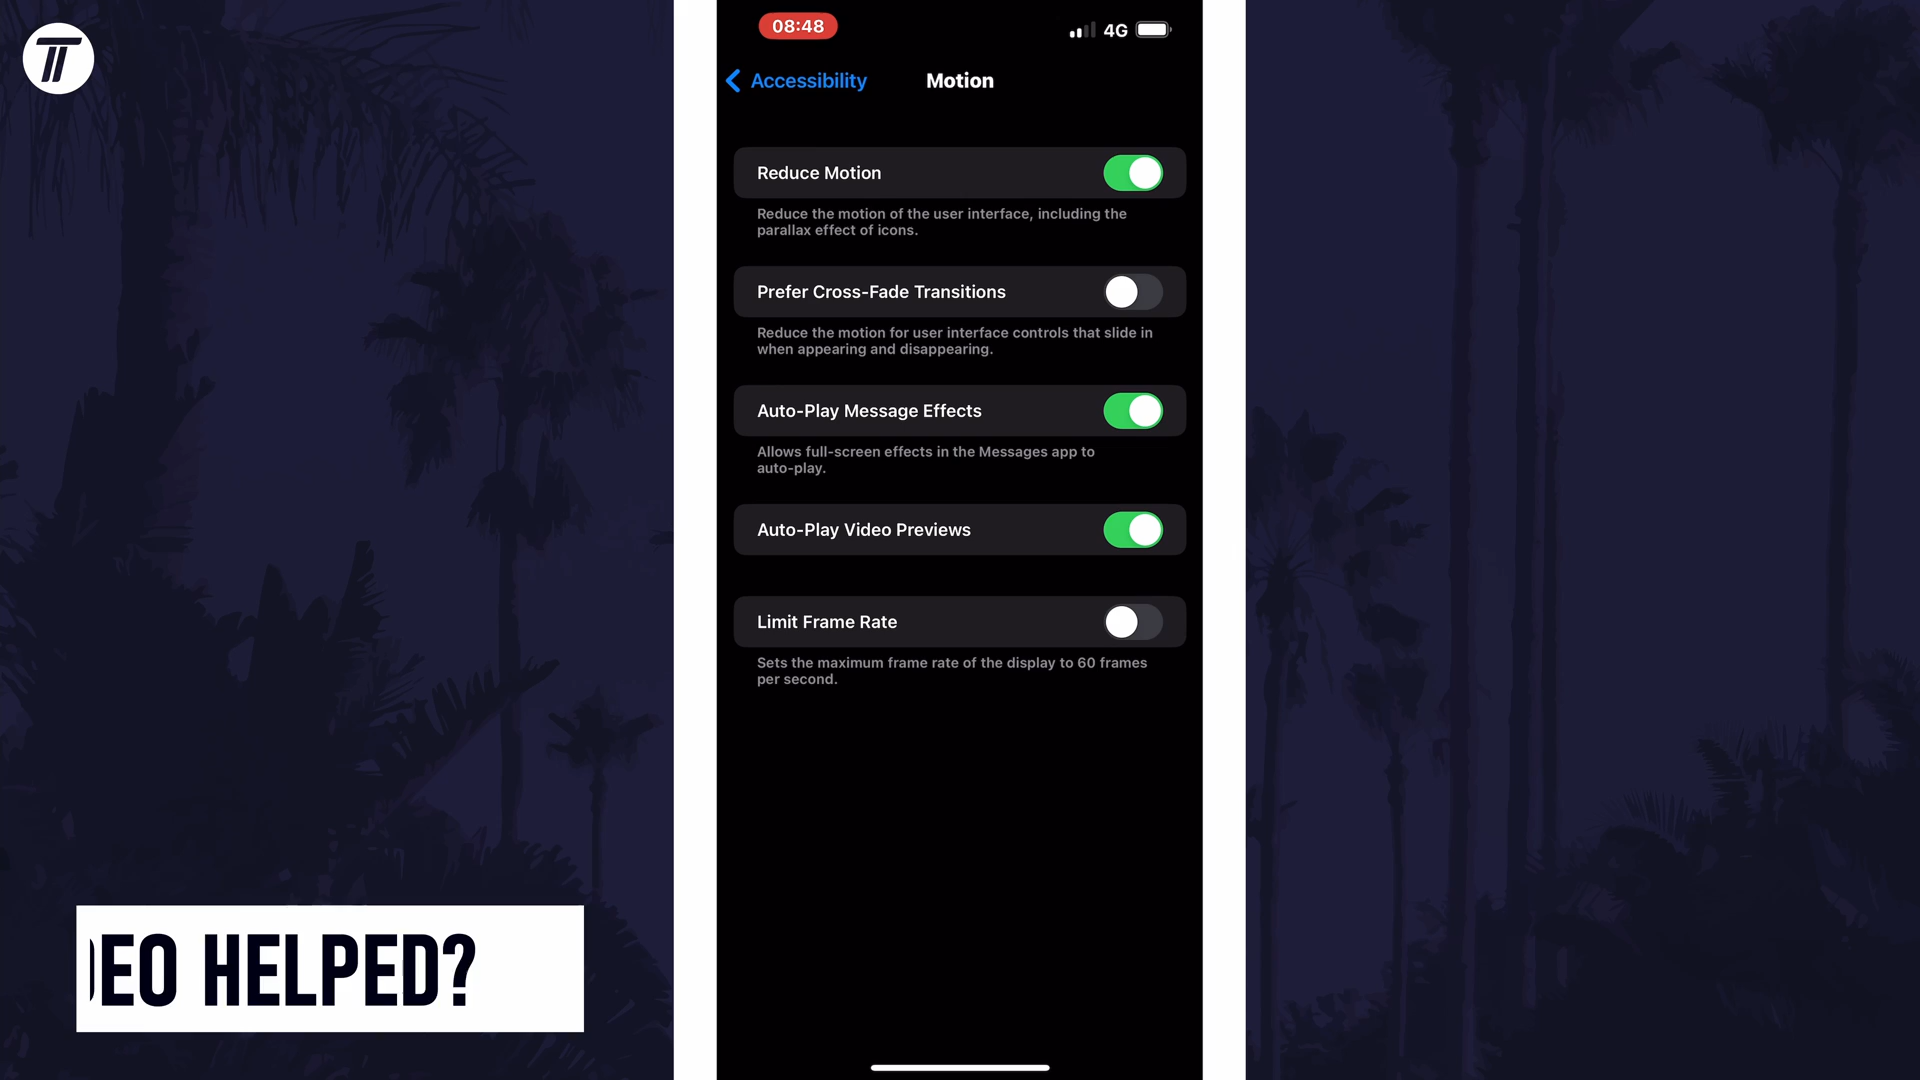 08:48
4G
Accessibility
Motion
Reduce Motion
Reduce the motion of the user interface, including the
parallax effect of icons.
Prefer Cross-Fade Transitions
Reduce the motion for user interface controls that slide in
when appearing and disappearing.
Auto-Play Message Effects
Allows full-screen effects in the Messages app to
auto-play.
Auto-Play Video Previews
Limit Frame Rate
Sets the maximum frame rate of the display to 60 frames
per second.
DEO HELPED?